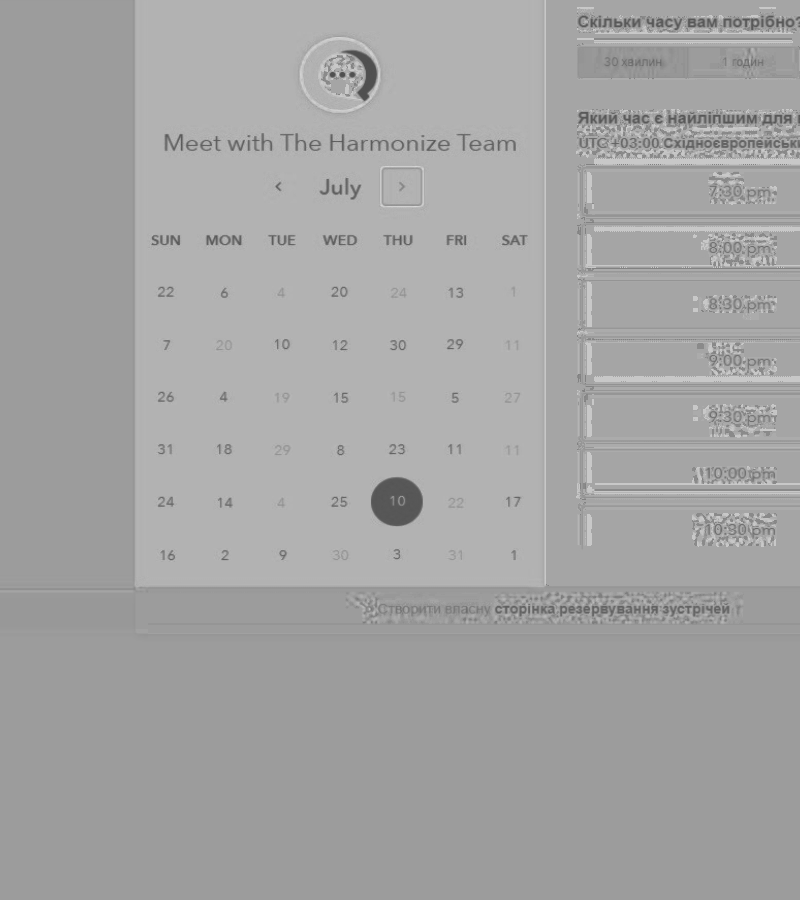 Meet with The Harmonize Team
July
SUN MON TUE WED THU FRI SAT
22 6 4 20 24 13 1
7 20 10 12 30 29 11
26 4 19 15 15 5 27
31 18 29 8 23 11 11
24 14 4 25 10 22 17
16 2 9 30 3 31 1
Скільки часу вам потрібно?
30 хвилин 1 годин
Який час є найліпшим для
UTC +03:00 Східноєвропейськи
7:30 pm
8:00 pm
8:30 pm
9:00 pm
9:30 pm
10:00 pm
10:30 pm
Створити власну сторінка резервування зустрічей